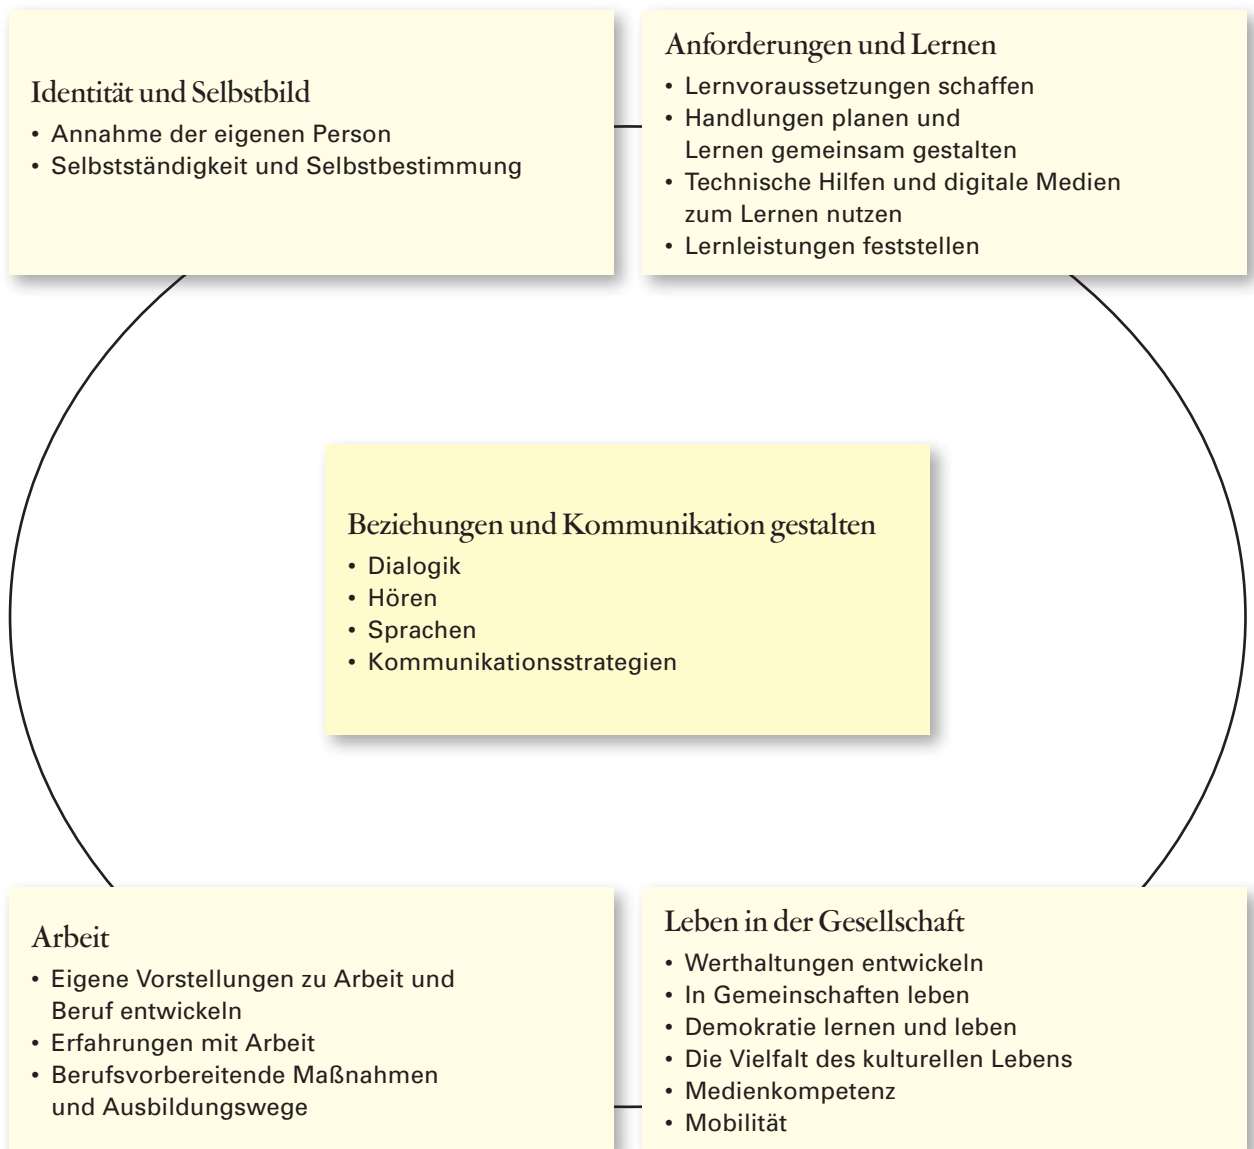 Identität und Selbstbild
• Annahme der eigenen Person
• Selbstständigkeit und Selbstbestimmung
Anforderungen und Lernen
• Lernvoraussetzungen schaffen
• Handlungen planen und
Lernen gemeinsam gestalten
• Technische Hilfen und digitale Medien
zum Lernen nutzen
• Lernleistungen feststellen
Beziehungen und Kommunikation gestalten
• Dialogik
• Hören
• Sprachen
• Kommunikationsstrategien
Arbeit
• Eigene Vorstellungen zu Arbeit und
Beruf entwickeln
• Erfahrungen mit Arbeit
• Berufsvorbereitende Maßnahmen
und Ausbildungswege
Leben in der Gesellschaft
• Werthaltungen entwickeln
• In Gemeinschaften leben
• Demokratie lernen und leben
• Die Vielfalt des kulturellen Lebens
• Medienkompetenz
• Mobilität